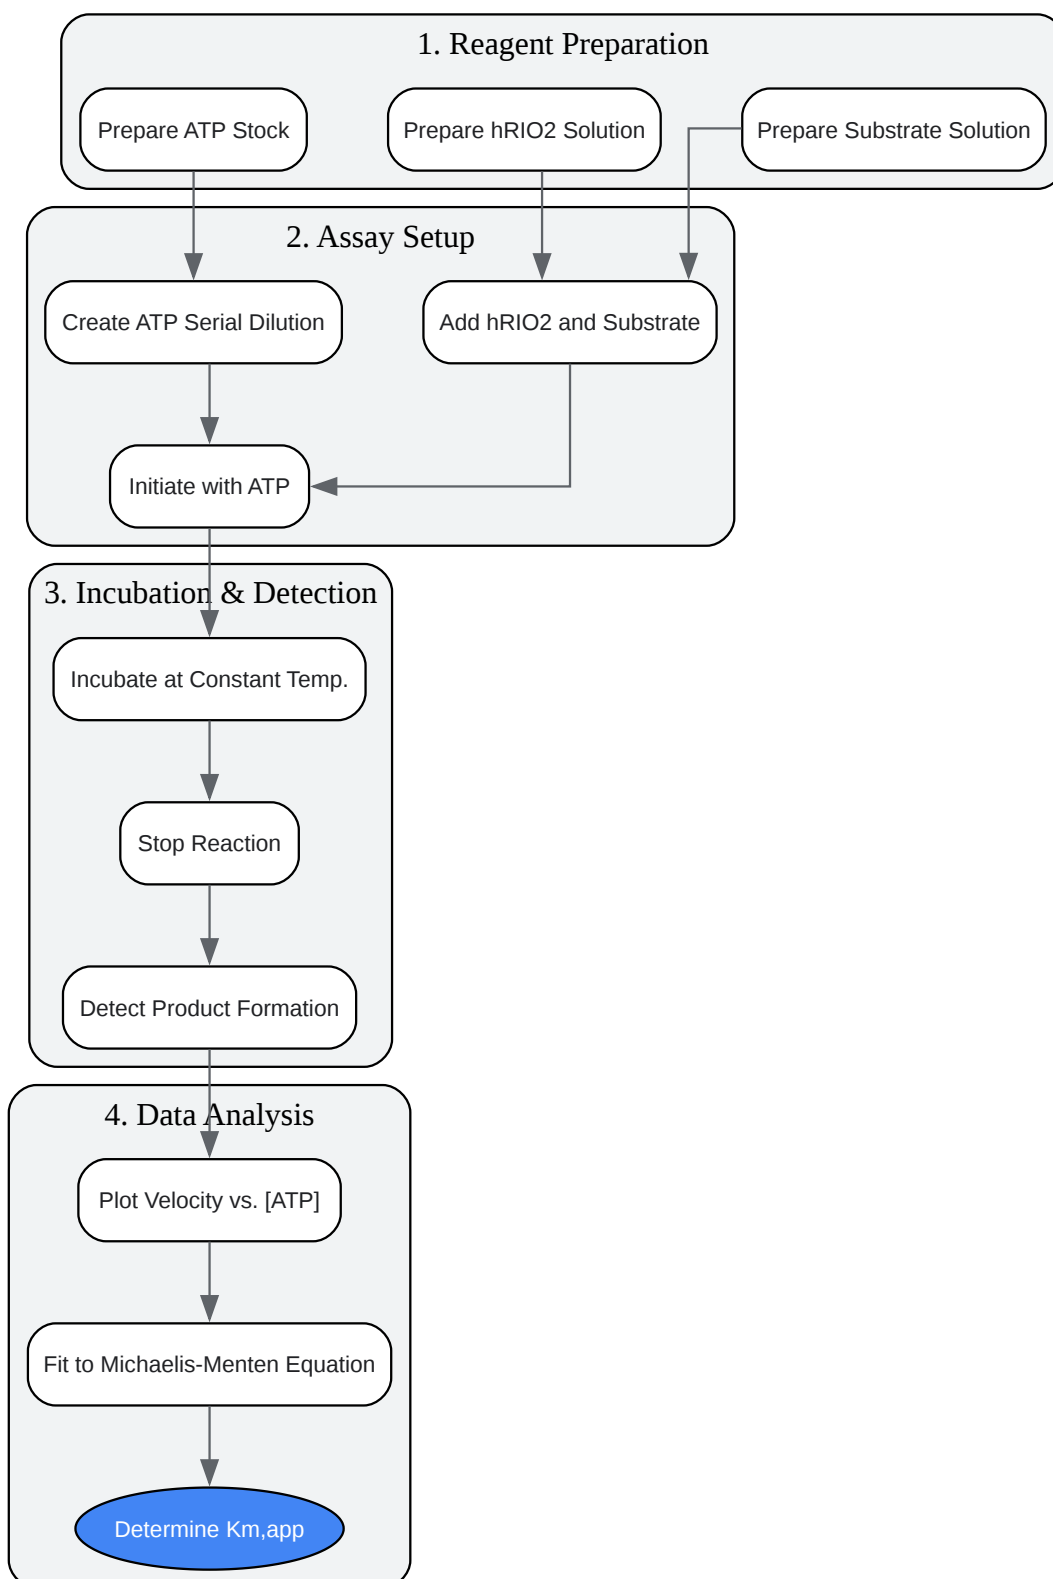 1. Reagent Preparation
Prepare ATP Stock
Prepare hRIO2 Solution
Prepare Substrate Solution
2. Assay Setup
Create ATP Serial Dilution
Add hRIO2 and Substrate
Initiate with ATP
3. Incubation & Detection
Incubate at Constant Temp.
Stop Reaction
Detect Product Formation
4. Data Analysis
Plot Velocity vs. [ATP]
Fit to Michaelis-Menten Equation
Determine Km,app